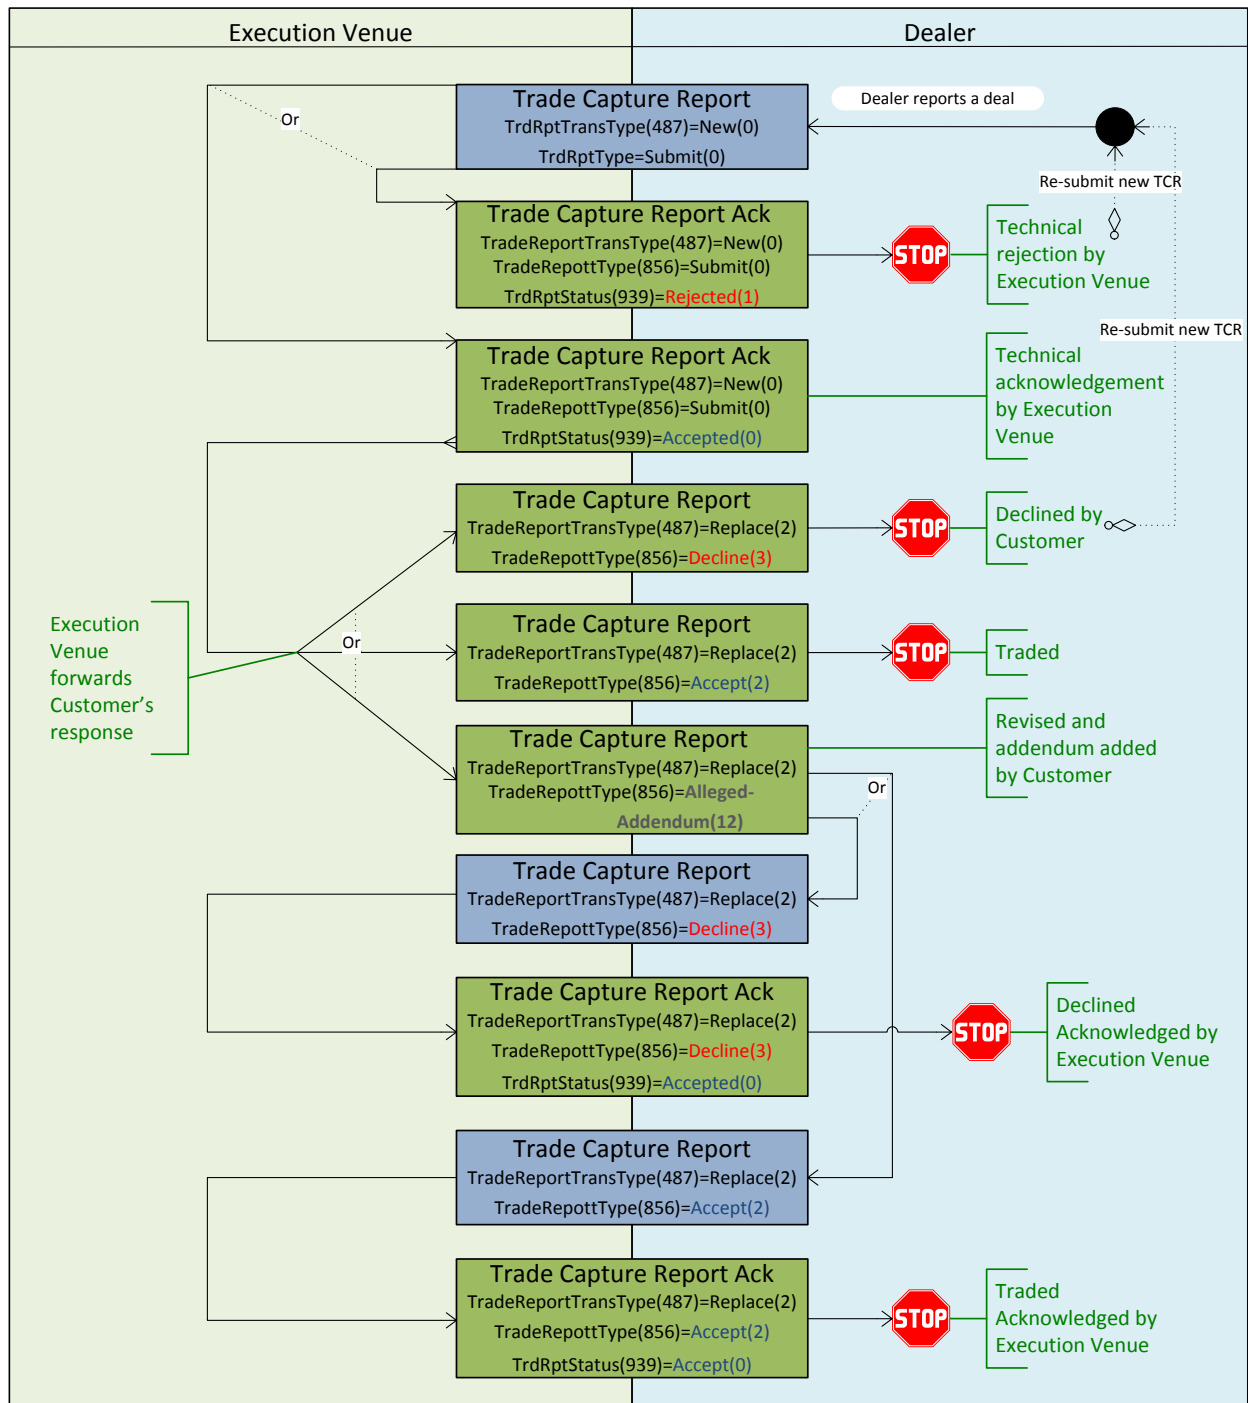 Execution Venue
Dealer
Trade Capture Report
TrdRptTransType(487)=New(0)
TrdRptType=Submit(0)
Dealer reports a deal
Or
Re-submit new TCR
Trade Capture Report Ack
TradeReportTransType(487)=New(0)
TradeRepottType(856)=Submit(0)
TrdRptStatus(939)=Rejected(1)
STOP
Technical
rejection by
Execution Venue
Re-submit new TCR
Trade Capture Report Ack
TradeReportTransType(487)=New(0)
TradeRepottType(856)=Submit(0)
TrdRptStatus(939)=Accepted(0)
Technical
acknowledgement
by Execution
Venue
Trade Capture Report
TradeReportTransType(487)=Replace(2)
TradeRepottType(856)=Decline(3)
STOP
Declined by
Customer
Execution
Venue
forwards
Customer's
response
Or
Trade Capture Report
TradeReportTransType(487)=Replace(2)
TradeRepottType(856)=Accept(2)
STOP
Traded
Trade Capture Report
TradeReportTransType(487)=Replace(2)
TradeRepottType(856)=Alleged-
Addendum(12)
Revised and
addendum added
by Customer
Or
Trade Capture Report
TradeReportTransType(487)=Replace(2)
TradeRepottType(856)=Decline(3)
Trade Capture Report Ack
TradeReportTransType(487)=Replace(2)
TradeRepottType(856)=Decline(3)
TrdRptStatus(939)=Accepted(0)
STOP
Declined
Acknowledged by
Execution Venue
Trade Capture Report
TradeReportTransType(487)=Replace(2)
TradeRepottType(856)=Accept(2)
Trade Capture Report Ack
TradeReportTransType(487)=Replace(2)
TradeRepottType(856)=Accept(2)
TrdRptStatus(939)=Accept(0)
STOP
Traded
Acknowledged by
Execution Venue